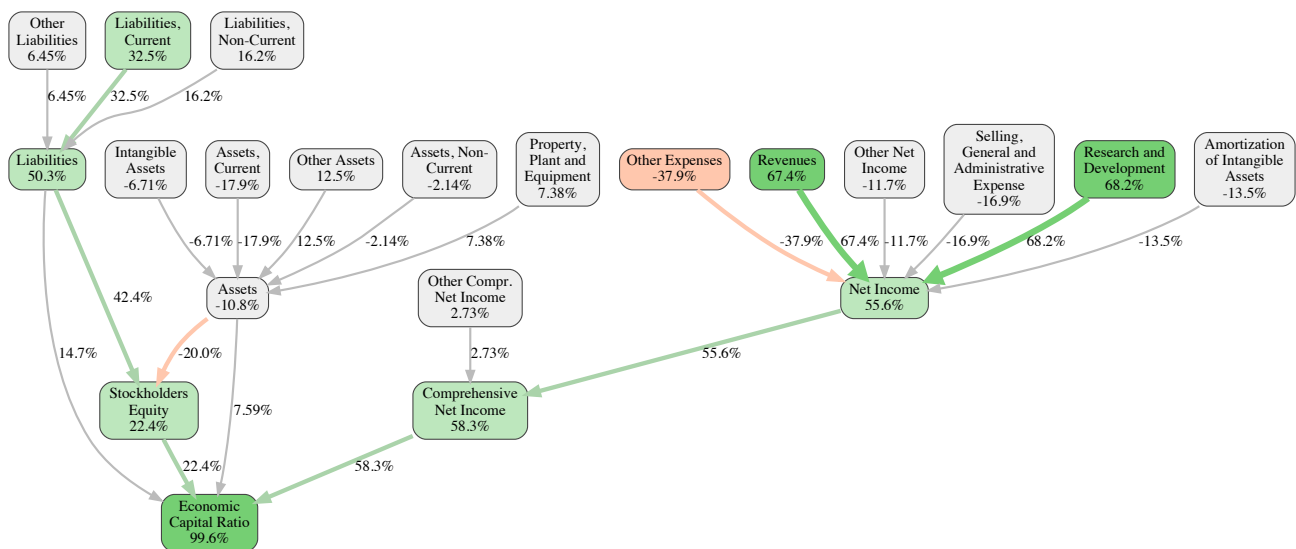 Other
Liabilities
6.45%
Liabilities,
Current
32.5%
Liabilities,
Non-Current
16.2%
6.45%
32.5%
16.2%
Liabilities
50.3%
Intangible
Assets
-6.71%
Assets,
Current
-17.9%
Other Assets
12.5%
Assets, Non-
Current
-2.14%
Property,
Plant and
Equipment
7.38%
Other Expenses
-37.9%
Revenues
67.4%
Other Net
Income
-11.7%
Selling,
General and
Administrative
Expense
-16.9%
Research and
Development
68.2%
Amortization
of Intangible
Assets
-13.5%
-6.71%
-17.9%
12.5%
-2.14%
7.38%
-37.9%
67.4%
-11.7%
-16.9%
68.2%
-13.5%
Assets
-10.8%
Other Compr.
Net Income
2.73%
Net Income
55.6%
42.4%
14.7%
-20.0%
2.73%
55.6%
Stockholders
Equity
22.4%
7.59%
Comprehensive
Net Income
58.3%
22.4%
58.3%
Economic
Capital Ratio
99.6%